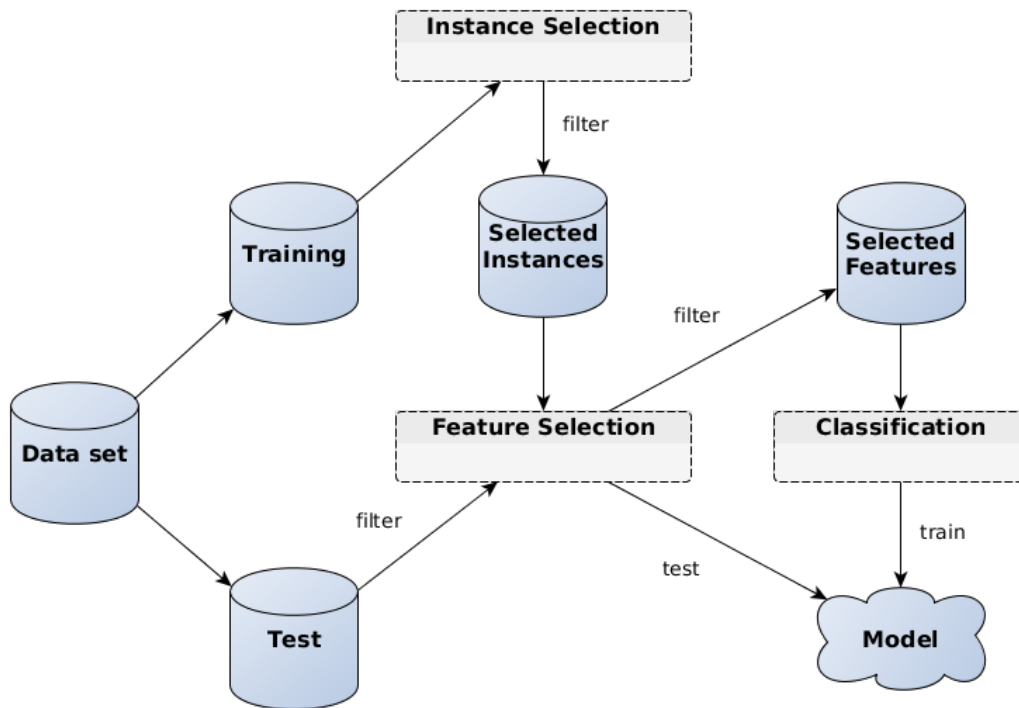 Instance Selection
filter
Training
Selected
Instances
Selected
Features
filter
Data set
Feature Selection
Classification
filter
test
train
Test
Model